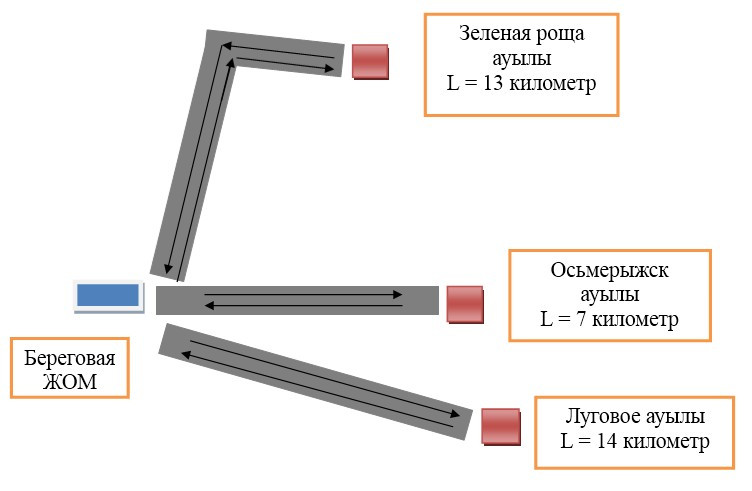 Зеленая роща
ауылы
L = 13 километр
Осьмерыжск
ауылы
L = 7 километр
Береговая
ЖОМ
Луговое ауылы
L = 14 километр